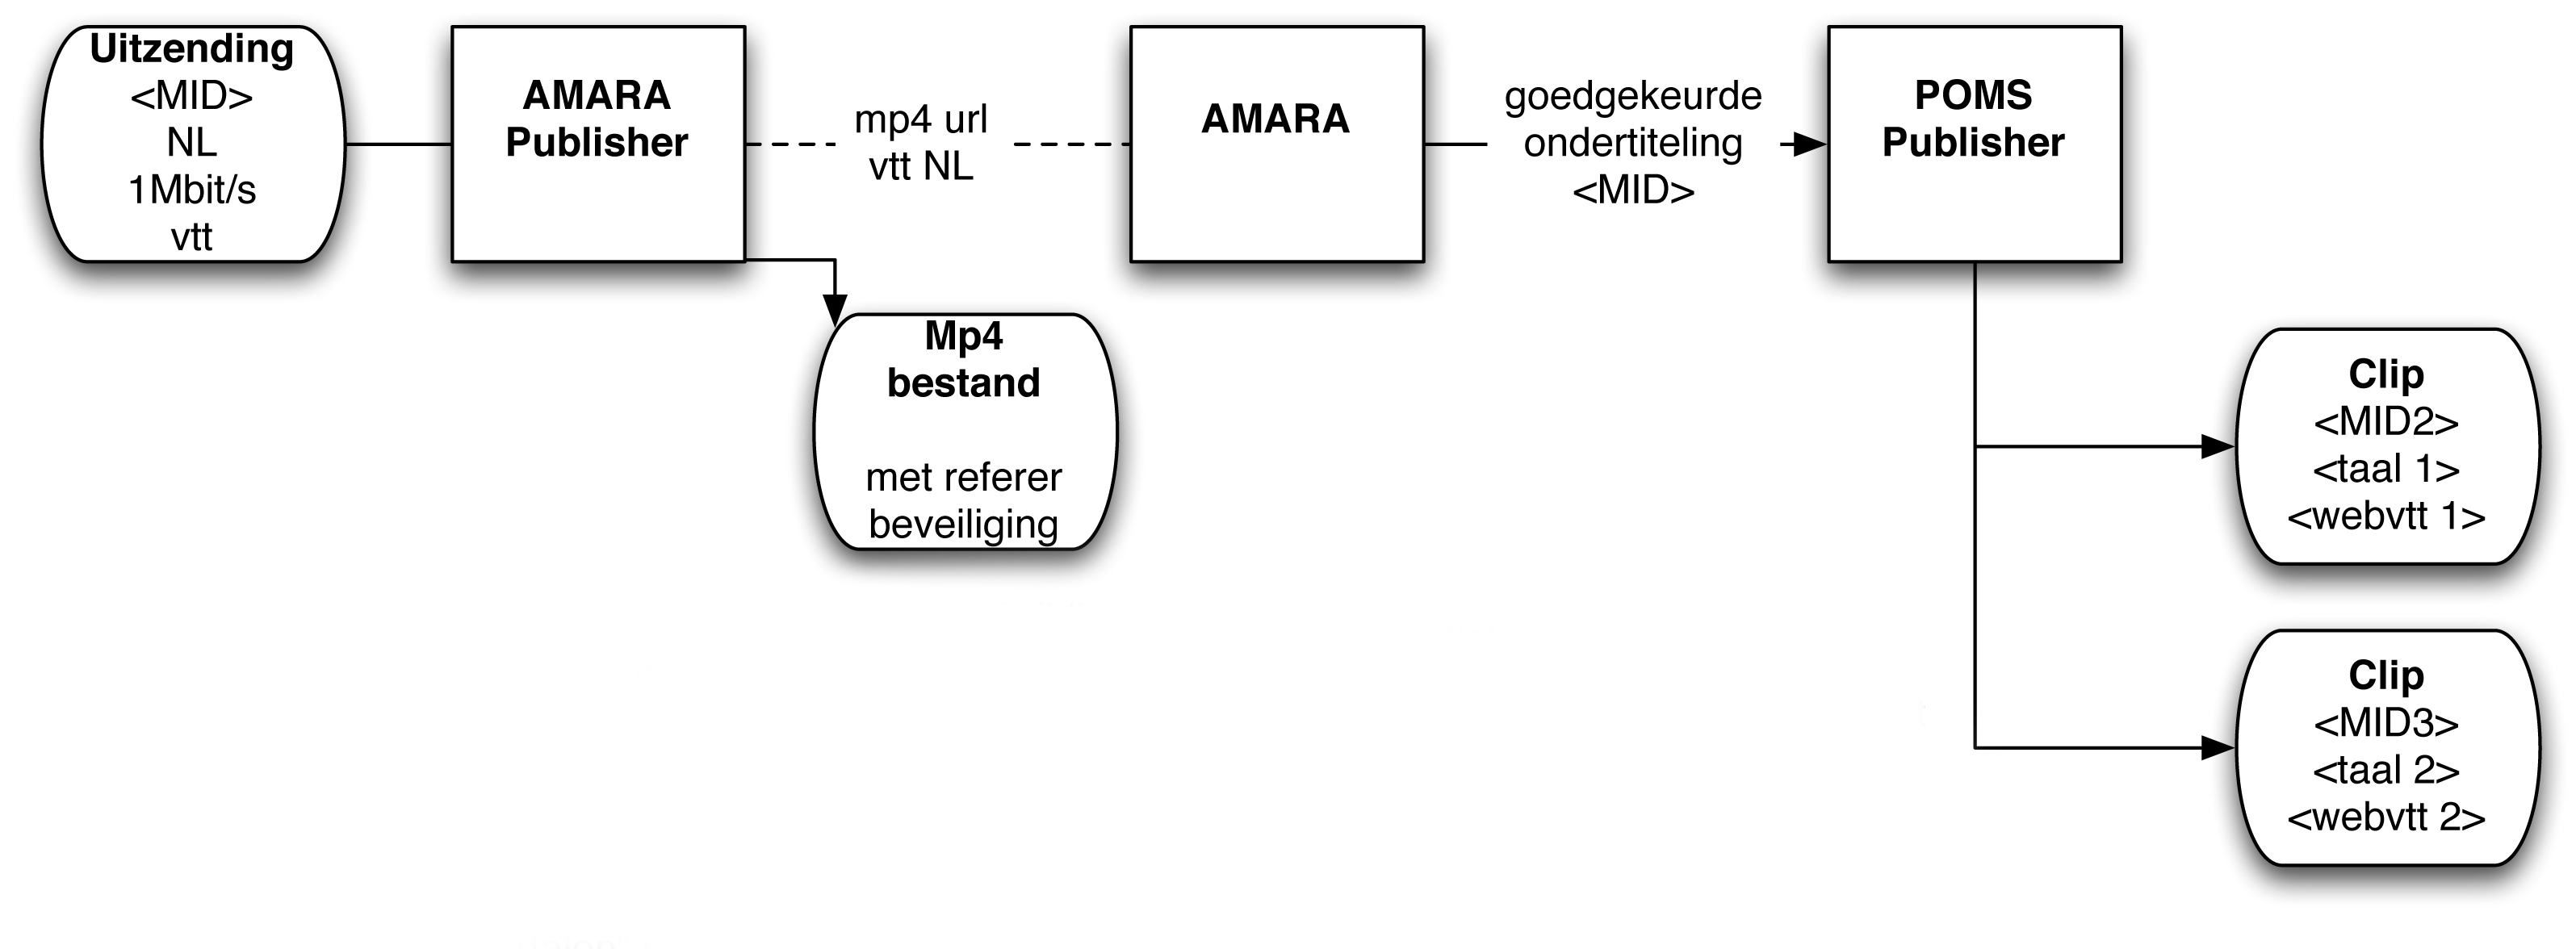 Uitzending
<MID>
NL
1Mbit/s
vtt
AMARA
Publisher
mp4 url
vtt NL
AMARA
goedgekeurde
ondertiteling
<MID>
POMS
Publisher
Mp4
bestand
met referer
beveiliging
Clip
<MID2>
<taal 1>
<webvtt 1>
Clip
<MID3>
<taal 2>
<webvtt 2>